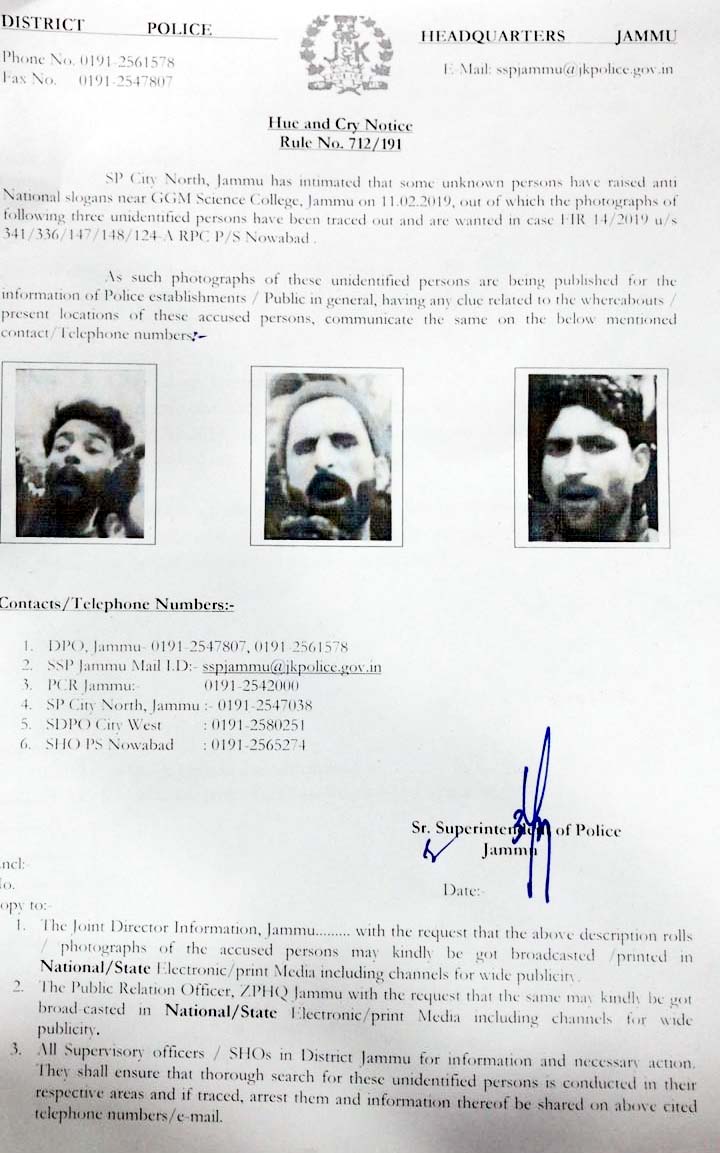 DISTRICT POLICE HEADQUARTERS JAMMU
J&K
Phone No. 0191-2561578
Fax No. 0191-2547807
E-Mail: sspjammu@jkpolice.gov.in
Hue and Cry Notice
Rule No. 712/191
SP City North, Jammu has intimated that some unknown persons have raised anti
National slogans near GGM Science College, Jammu on 11.02.2019, out of which the photographs of
following three unidentified persons have been traced out and are wanted in case FIR 14/2019 u/s
341/336/147/148/124-A RPC P/S Nowabad .
As such photographs of these unidentified persons are being published for the
information of Police establishments / Public in general, having any clue related to the whereabouts /
present locations of these accused persons, communicate the same on the below mentioned
contact/Telephone numbers:-
Contacts/Telephone Numbers:-
1. DPO, Jammu- 0191-2547807, 0191-2561578
2. SSP Jammu Mail I.D:- sspjammu@jkpolice.gov.in
3. PCR Jammu:- 0191-2542000
4. SP City North, Jammu :- 0191-2547038
5. SDPO City West : 0191-2580251
6. SHO PS Nowabad : 0191-2565274
Sr. Superintendent of Police
Jammu
Date:-
ncl:-
o.
opy to:-
1. The Joint Director Information, Jammu......... with the request that the above description rolls
/ photographs of the accused persons may kindly be got broadcasted /printed in
National/State Electronic/print Media including channels for wide publicity.
2. The Public Relation Officer, ZPHQ Jammu with the request that the same may kindly be got
broad-casted in National/State Electronic/print Media including channels for wide
publicity.
3. All Supervisory officers / SHOs in District Jammu for information and necessary action.
They shall ensure that thorough search for these unidentified persons is conducted in their
respective areas and if traced, arrest them and information thereof be shared on above cited
telephone numbers/e-mail.